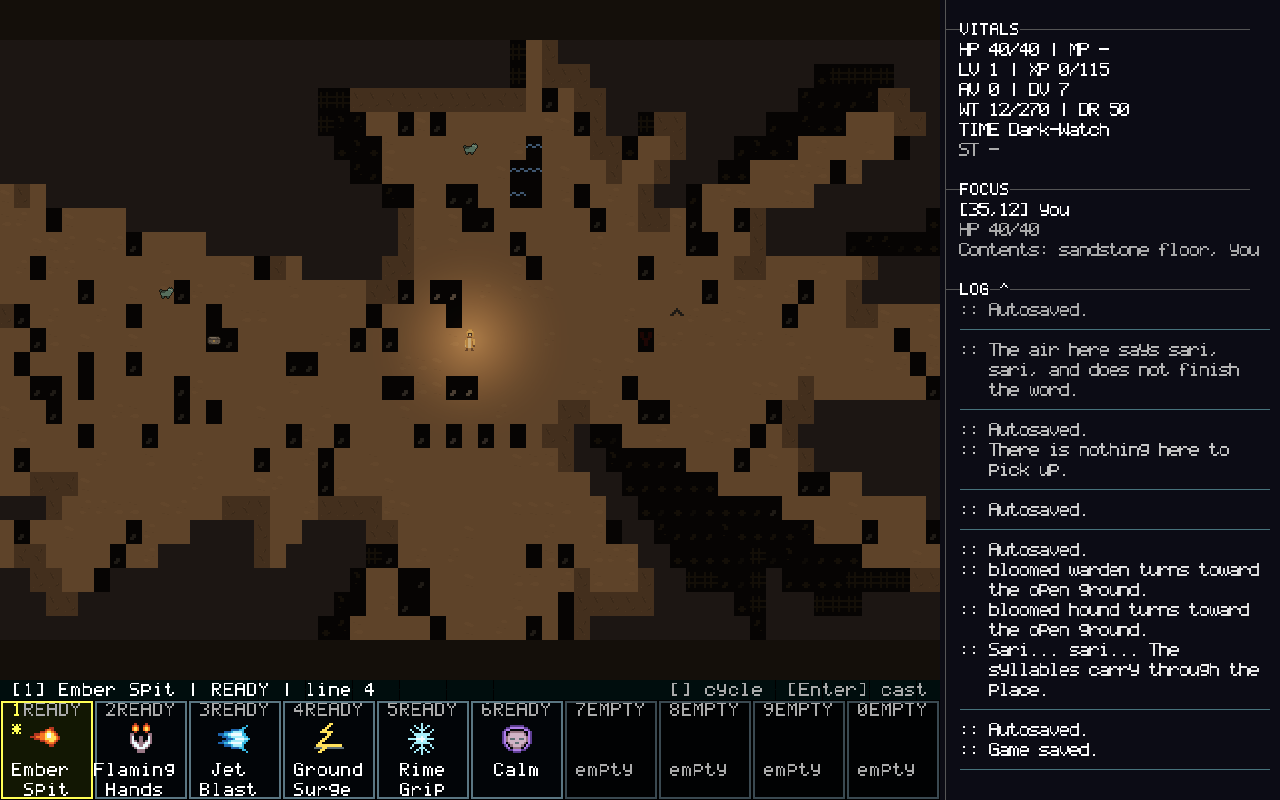 VITALS
HP 40/40 | MP -
LV 1 | XP 0/115
AV 0 | DV 7
WT 12/270 | DR 50
TIME Dark-Watch
ST -
FOCUS
[35,12] You
HP 40/40
Contents: sandstone floor, You
LOG ^
:: Autosaved.
:: The air here says sari,
sari, and does not finish
the word.
:: Autosaved.
:: There is nothing here to
Pick up.
:: Autosaved.
:: Autosaved.
:: bloomed warden turns toward
the open ground.
:: bloomed hound turns toward
the open ground.
:: Sari... sari... The
syllables carry through the
Place.
:: Autosaved.
:: Game saved.
[1] Ember Spit | READY | line 4
[] cycle [Enter] cast
1READY 2READY 3READY 4READY 5READY 6READY 7EMPTY 8EMPTY 9EMPTY 0EMPTY
*
Ember Flaming Jet Ground Rime Calm empty empty empty empty
Spit Hands Blast Surge Grip